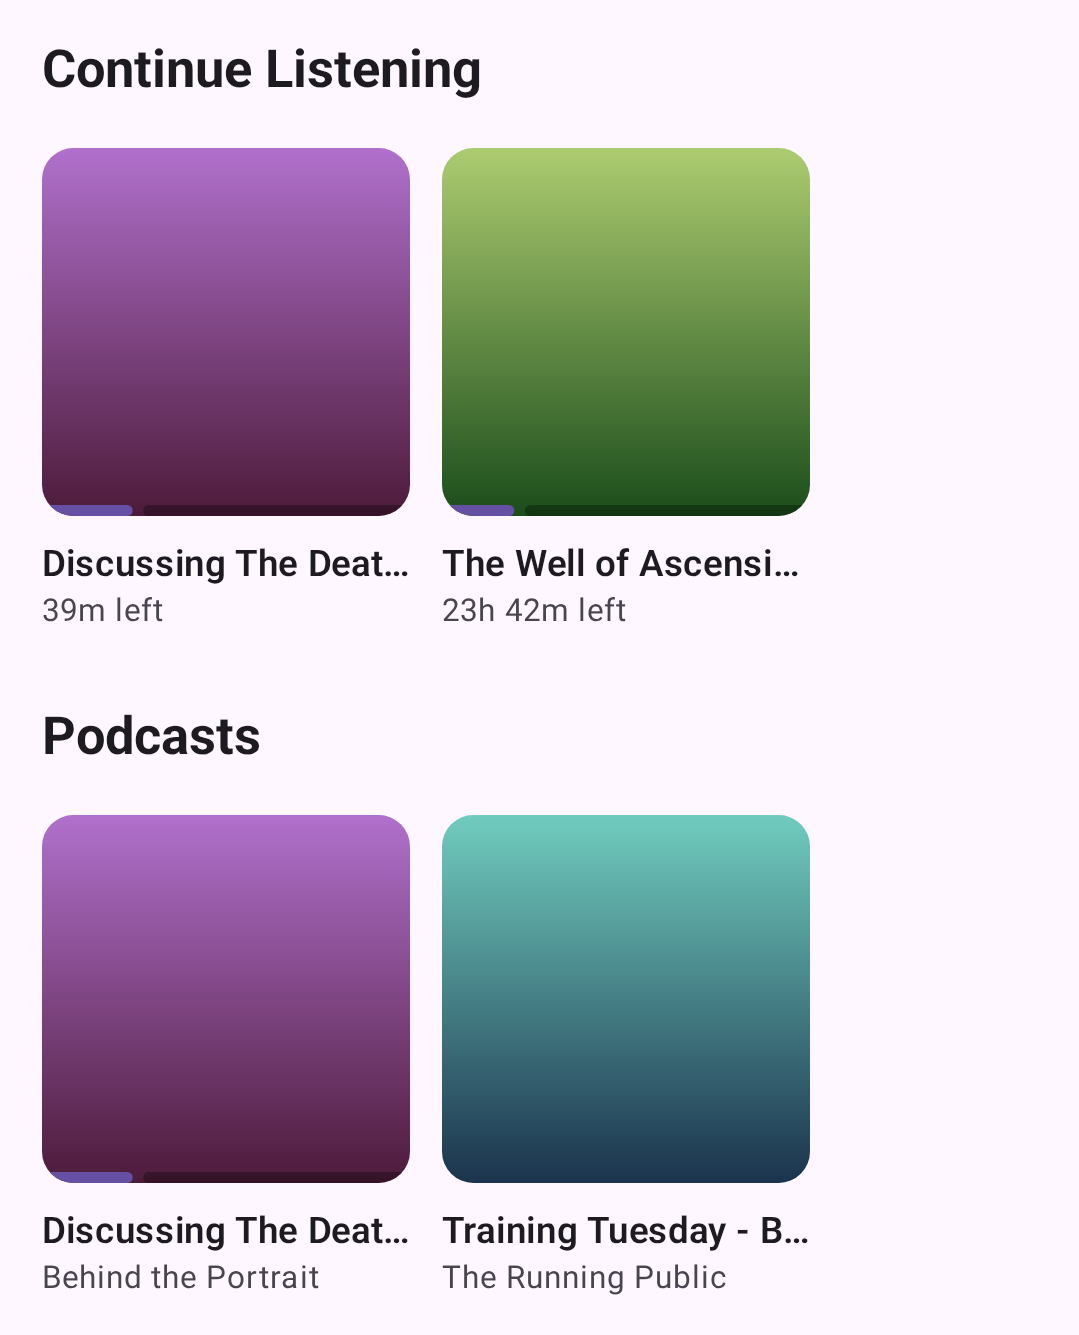 Continue Listening
Discussing The Deat...
The Well of Ascensi...
39m left
23h 42m left
Podcasts
Discussing The Deat...
Training Tuesday - B...
Behind the Portrait
The Running Public